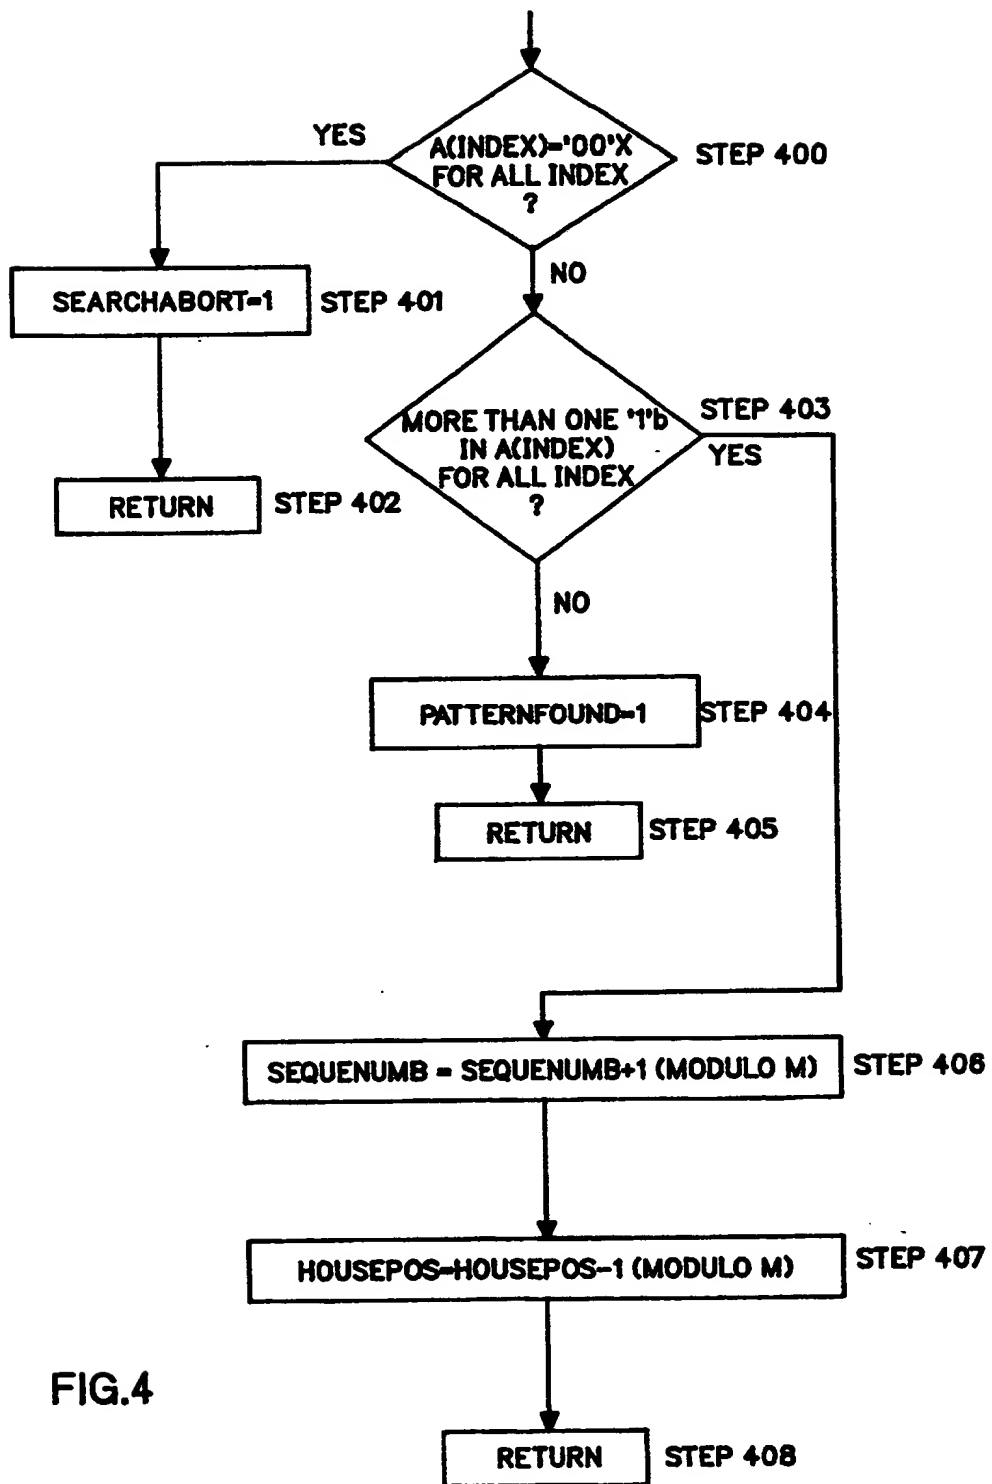 YES
A(INDEX)='00'X
FOR ALL INDEX
?
STEP 400
NO
SEARCHABORT=1
STEP 401
RETURN
STEP 402
MORE THAN ONE '1'b
IN A(INDEX)
FOR ALL INDEX
?
STEP 403
YES
NO
PATTERNFOUND=1
STEP 404
RETURN
STEP 405
SEQUENUMB = SEQUENUMB+1 (MODULO M)
STEP 406
HOUSEPOS=HOUSEPOS-1 (MODULO M)
STEP 407
FIG.4
RETURN
STEP 408